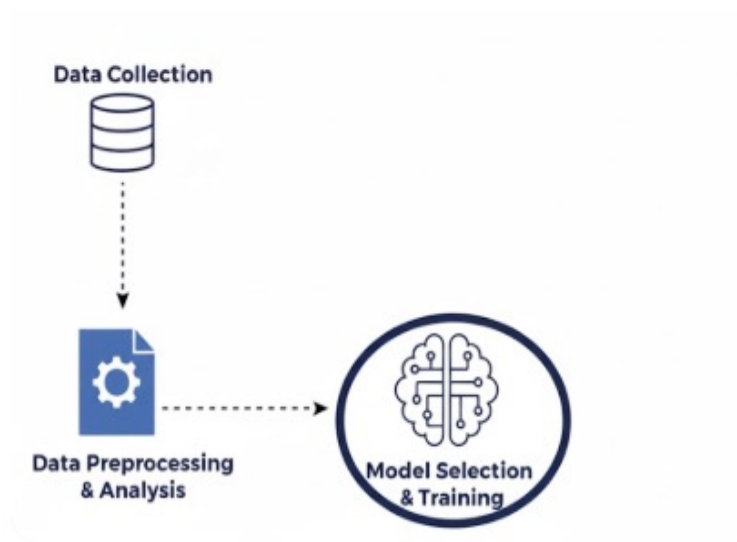 Data Collection
Data Preprocessing
& Analysis
Model Selection
& Training